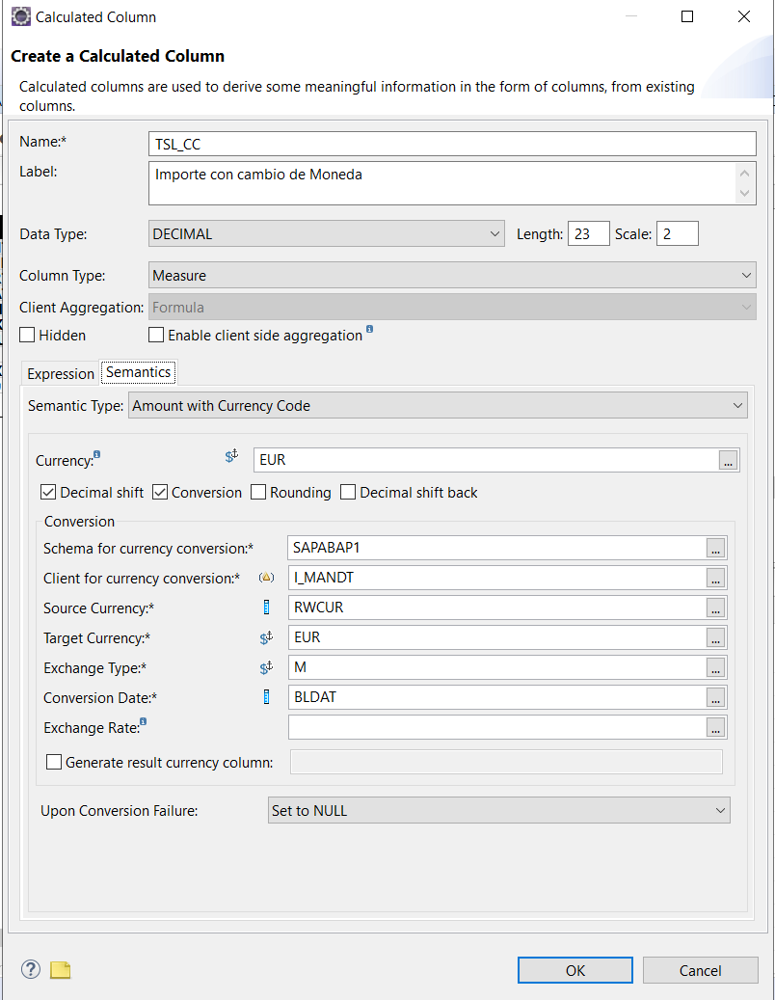 Calculated Column
Create a Calculated Column
Calculated columns are used to derive some meaningful information in the form of columns, from existing
columns.
Name:* TSL_CC
Label: Importe con cambio de Moneda
Data Type: DECIMAL Length: 23 Scale: 2
Column Type: Measure
Client Aggregation: Formula
Hidden Enable client side aggregation
Expression Semantics
Semantic Type: Amount with Currency Code
Currency: EUR ...
Decimal shift Conversion Rounding Decimal shift back
Conversion
Schema for currency conversion:* SAPABAP1 ...
Client for currency conversion:* I_MANDT ...
Source Currency:* RWCUR ...
Target Currency:* EUR ...
Exchange Type:* M ...
Conversion Date:* BLDAT ...
Exchange Rate: ...
Generate result currency column:
Upon Conversion Failure: Set to NULL
OK Cancel